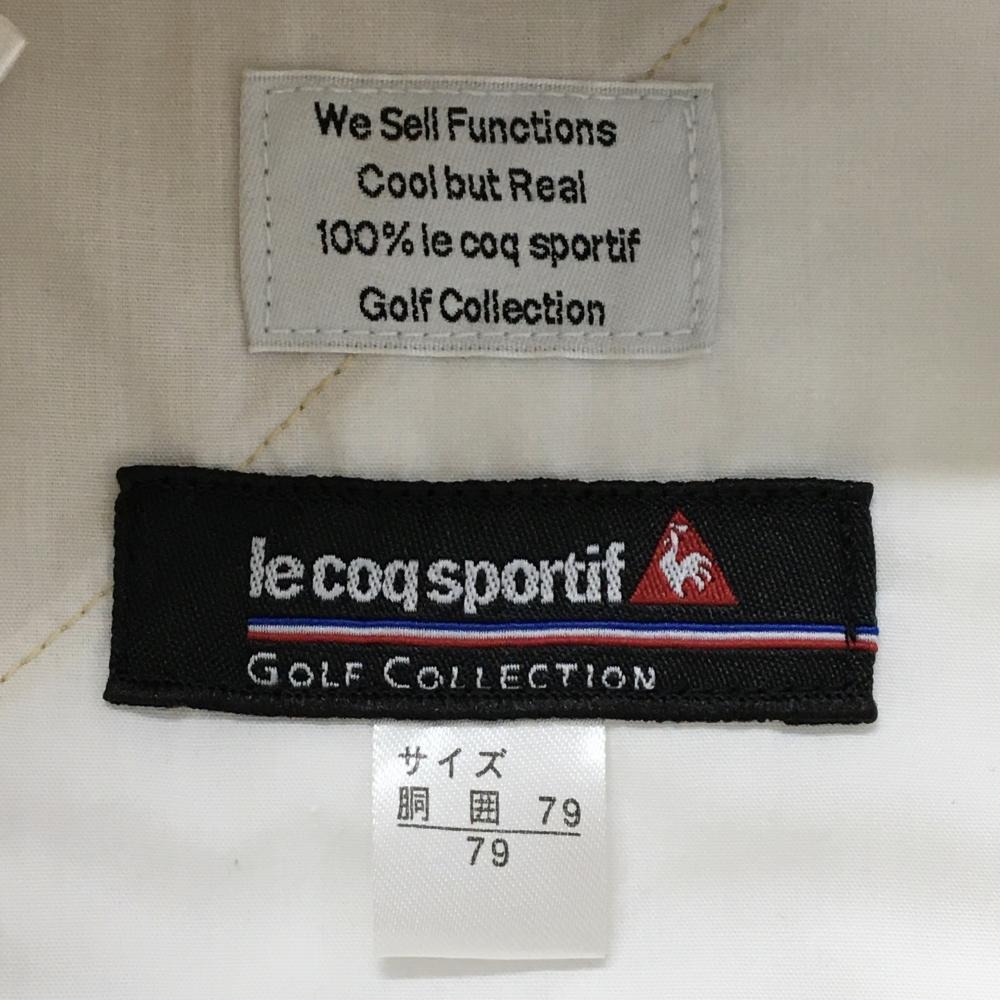 We Sell Functions
Cool but Real
100% le coq sportif
Golf Collection
le coq sportif
GOLF COLLECTION
サイズ
胴 囲 79
79